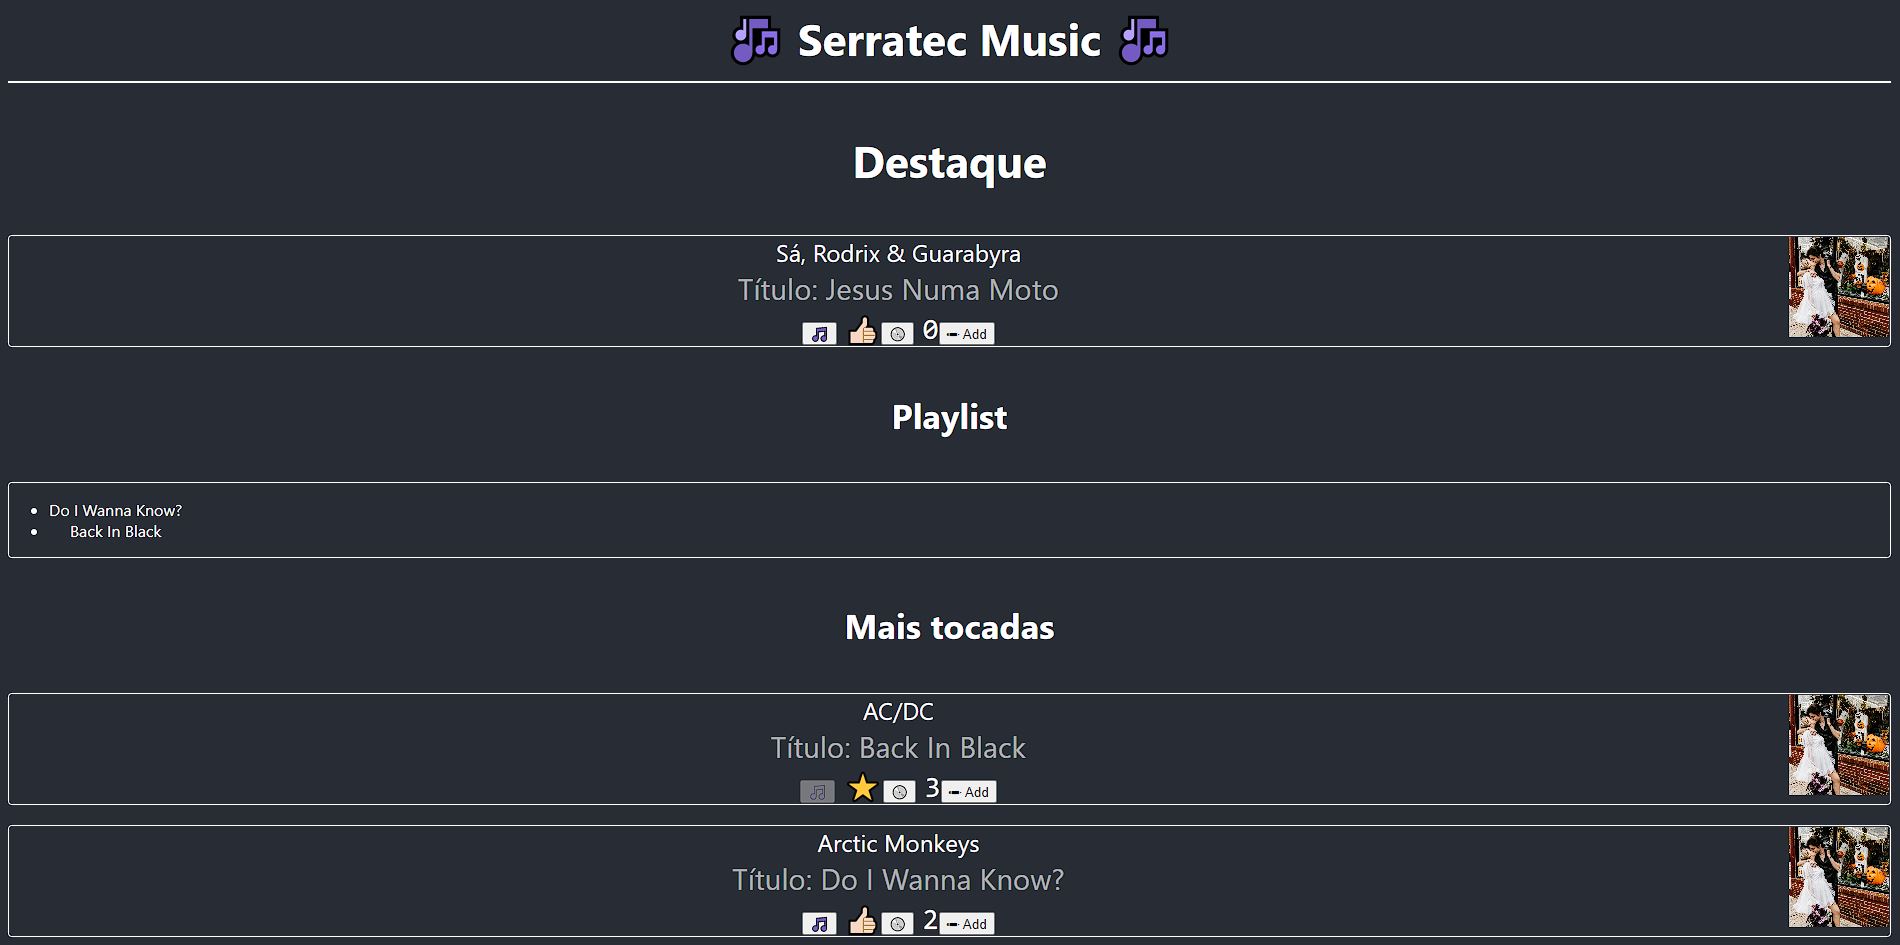 Serratec Music
Destaque
Sá, Rodrix & Guarabyra
Título: Jesus Numa Moto
0 Add
Playlist
Do I Wanna Know?
Back In Black
Mais tocadas
AC/DC
Título: Back In Black
3 Add
Arctic Monkeys
Título: Do I Wanna Know?
2 Add